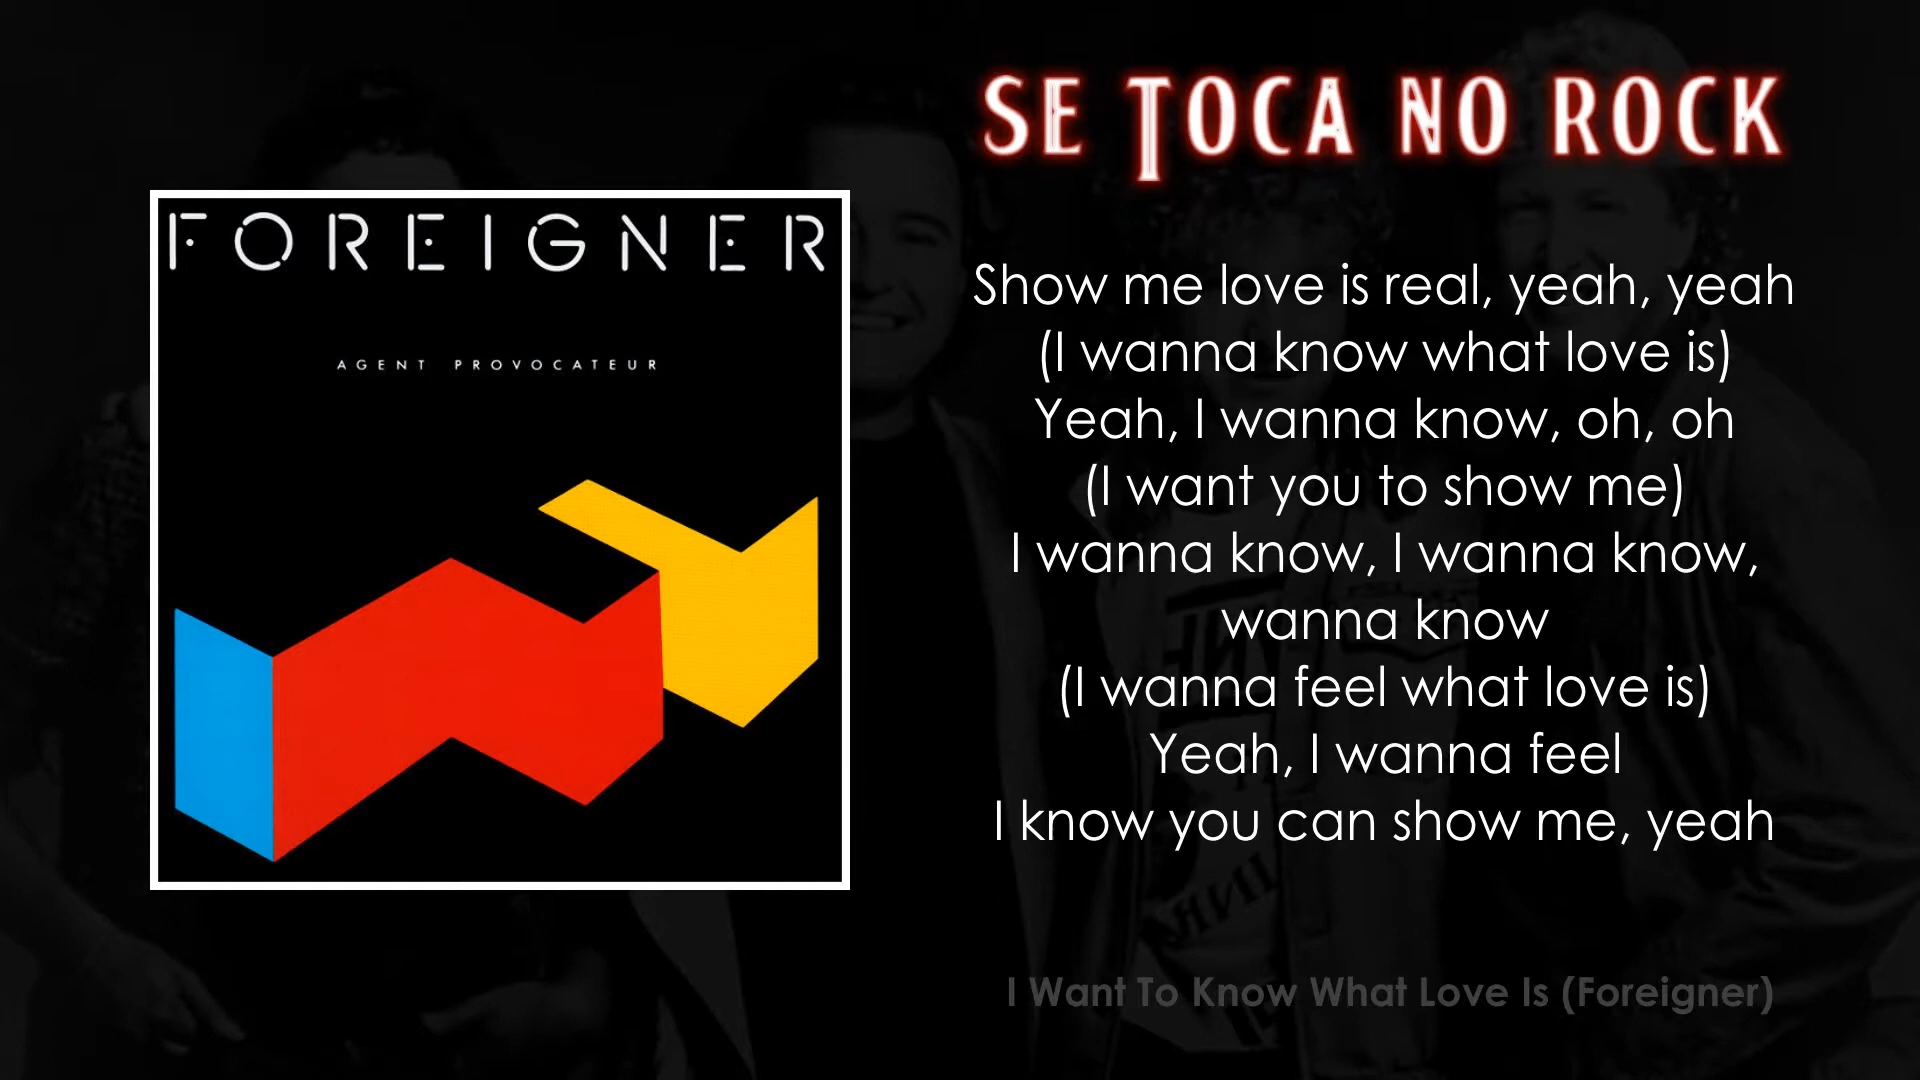 SE TOCA NO ROCK
FOREIGNER
AGENT PROVOCATEUR
Show me love is real, yeah, yeah
(I wanna know what love is)
Yeah, I wanna know, oh, oh
(I want you to show me)
I wanna know, I wanna know,
wanna know
(I wanna feel what love is)
Yeah, I wanna feel
I know you can show me, yeah
I Want To Know What Love Is (Foreigner)